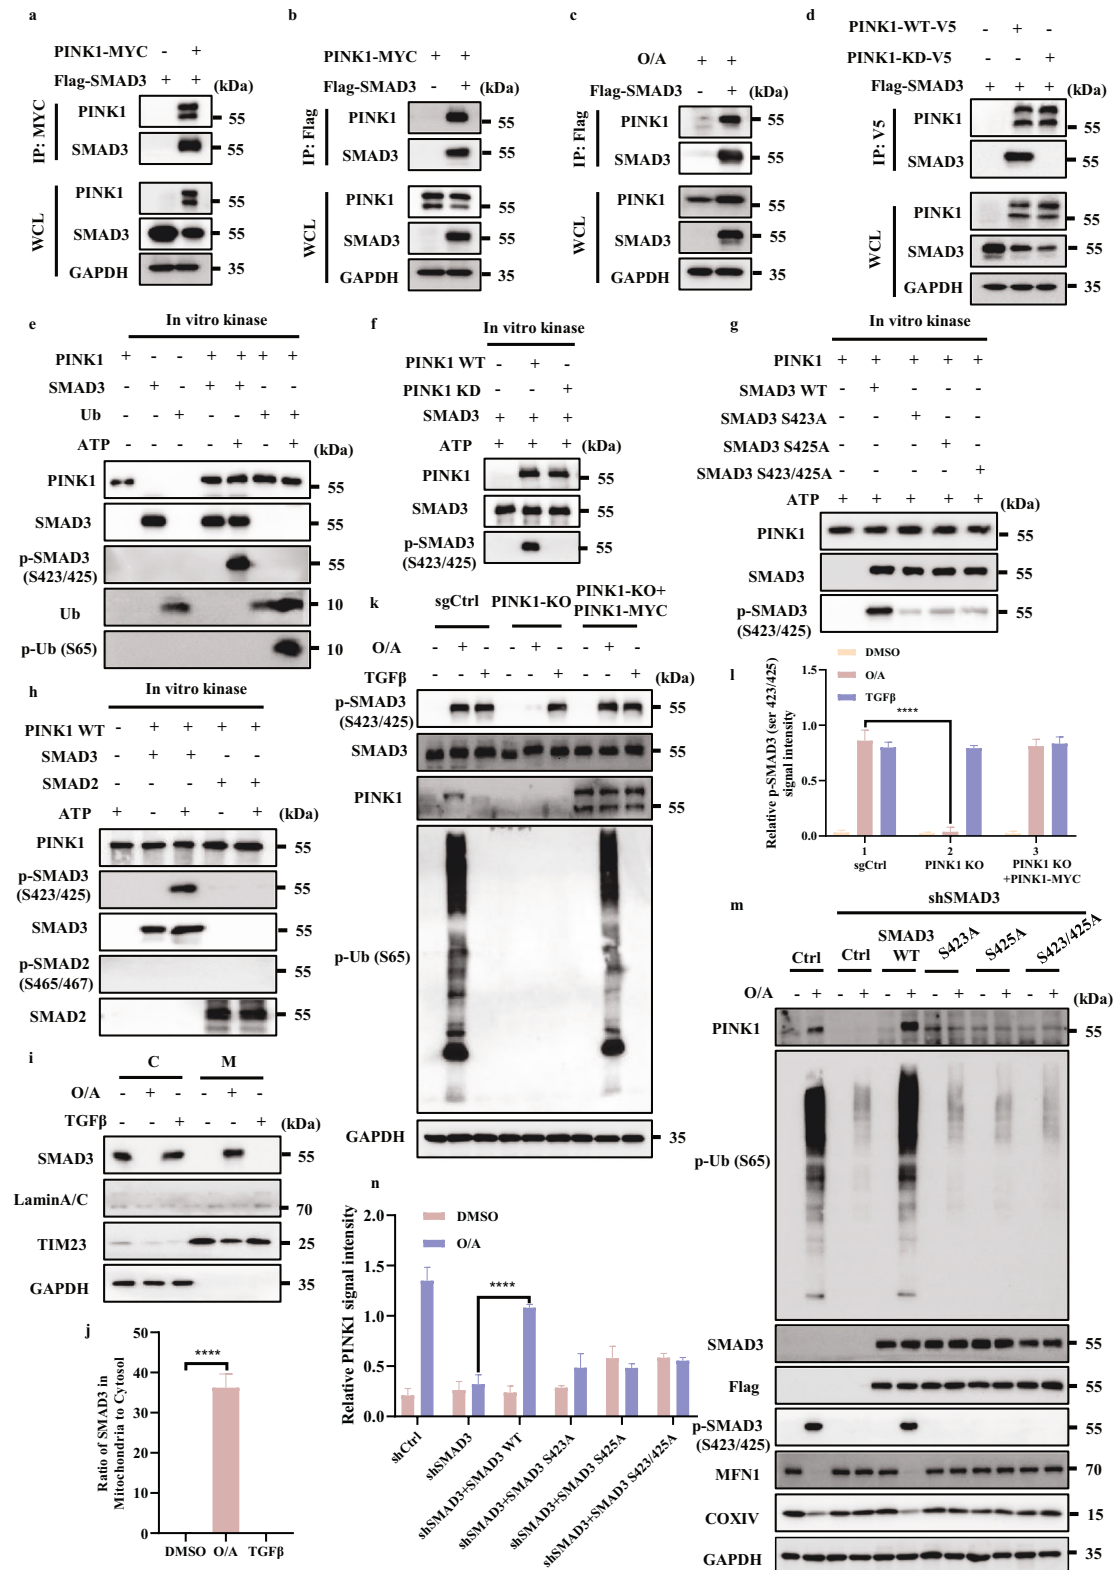 a
PINK1-MYC - +
Flag-SMAD3 + + (kDa)
IP: MYC
PINK1 55
SMAD3 55
WCL
PINK1 55
SMAD3 55
GAPDH 35
b
PINK1-MYC + +
Flag-SMAD3 - + (kDa)
IP: Flag
PINK1 55
SMAD3 55
WCL
PINK1 55
SMAD3 55
GAPDH 35
c
O/A + +
Flag-SMAD3 - + (kDa)
IP: Flag
PINK1 55
SMAD3 55
WCL
PINK1 55
SMAD3 55
GAPDH 35
d
PINK1-WT-V5 - + -
PINK1-KD-V5 - - +
Flag-SMAD3 + + + (kDa)
IP: V5
PINK1 55
SMAD3 55
WCL
PINK1 55
SMAD3 55
GAPDH 35
e
In vitro kinase
PINK1 + - - + + + +
SMAD3 - + - + + - -
Ub - - + - - + +
ATP - - - - + - + (kDa)
PINK1 55
SMAD3 55
p-SMAD3
(S423/425) 55
Ub 10
p-Ub (S65) 10
f
In vitro kinase
PINK1 WT - + -
PINK1 KD - - +
SMAD3 + + +
ATP + + + (kDa)
PINK1 55
SMAD3 55
p-SMAD3
(S423/425) 55
g
In vitro kinase
PINK1 + + + + +
SMAD3 WT - + - - -
SMAD3 S423A - - + - -
SMAD3 S425A - - - + -
SMAD3 S423/425A - - - - +
ATP + + + + + (kDa)
PINK1 55
SMAD3 55
p-SMAD3
(S423/425) 55
h
In vitro kinase
PINK1 WT - + + + +
SMAD3 - + + - -
SMAD2 - - - + +
ATP + - + - + (kDa)
PINK1 55
p-SMAD3
(S423/425) 55
SMAD3 55
p-SMAD2
(S465/467) 55
SMAD2 55
i
C M
O/A - + - - + -
TGFβ - - + - - + (kDa)
SMAD3 55
LaminA/C 70
TIM23 25
GAPDH 35
j
Ratio of SMAD3 in
Mitochondria to Cytosol
50
40
30
20
10
0
****
DMSO O/A TGFβ
k
sgCtrl PINK1-KO PINK1-KO+
PINK1-MYC
O/A - + - - + - - + -
TGFβ - - + - - + - - + (kDa)
p-SMAD3
(S423/425) 55
SMAD3 55
PINK1 55
p-Ub (S65)
GAPDH 35
l
DMSO
O/A
TGFβ
Relative p-SMAD3 (ser 423/425)
signal intensity
1.5
1.0
0.5
0.0
****
1 2 3
sgCtrl PINK1 KO PINK1 KO
+PINK1-MYC
m
shSMAD3
Ctrl Ctrl SMAD3
WT S423A S425A S423/425A
O/A - + - + - + - + - + - + (kDa)
PINK1 55
p-Ub (S65)
SMAD3 55
Flag 55
p-SMAD3
(S423/425) 55
MFN1 70
COXIV 15
GAPDH 35
n
DMSO
O/A
Relative PINK1 signal intensity
2.0
1.5
1.0
0.5
0.0
****
shCtrl
shSMAD3
shSMAD3+SMAD3 WT
shSMAD3+SMAD3 S423A
shSMAD3+SMAD3 S425A
shSMAD3+SMAD3 S423/425A